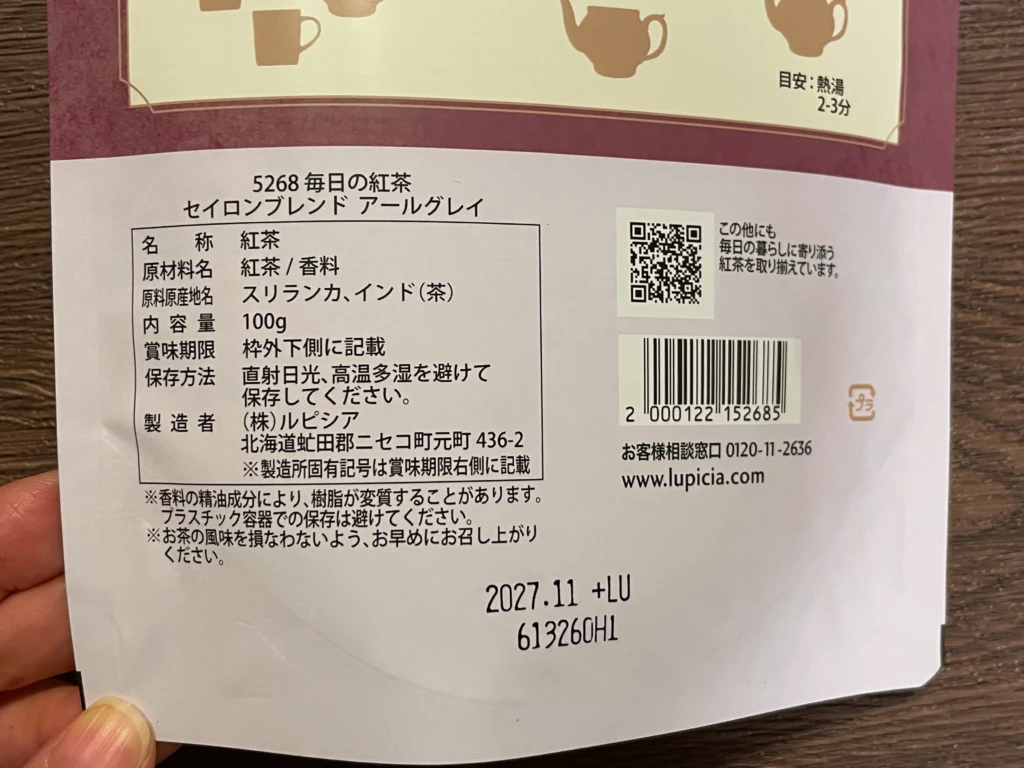 目安：熱湯
2-3分
5268 毎日の紅茶
セイロンブレンド アールグレイ
名称 紅茶
原材料名 紅茶 / 香料
原料原産地名 スリランカ、インド（茶）
内容量 100g
賞味期限 枠外下側に記載
保存方法 直射日光、高温多湿を避けて
保存してください。
製造者 （株）ルピシア
北海道虻田郡ニセコ町元町 436-2
※製造所固有記号は賞味期限右側に記載
※香料の精油成分により、樹脂が変質することがあります。
プラスチック容器での保存は避けてください。
※お茶の風味を損なわないよう、お早めにお召し上がり
ください。
この他にも
毎日の暮らしに寄り添う
紅茶を取り揃えています。
2 000122 152685
プラ
お客様相談窓口 0120-11-2636
www.lupicia.com
2027.11 +LU
613260H1